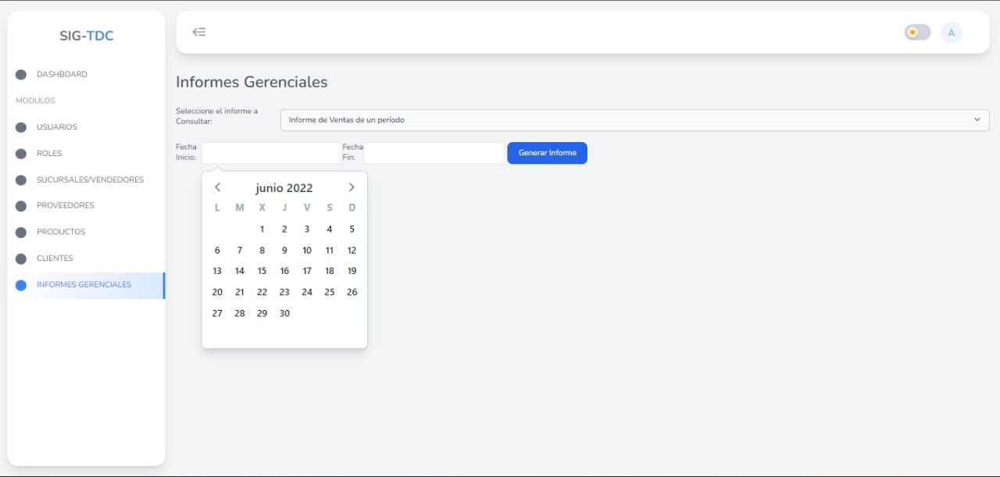 SIG-TDC
DASHBOARD
MODULOS
USUARIOS
ROLES
SUCURSALES/VENDEDORES
PROVEEDORES
PRODUCTOS
CLIENTES
INFORMES GERENCIALES
A
Informes Gerenciales
Seleccione el informe a
Consultar:
Informe de Ventas de un período
Fecha
Inicio:
Fecha
Fin:
Generar Informe
junio 2022
L M X J V S D
1 2 3 4 5
6 7 8 9 10 11 12
13 14 15 16 17 18 19
20 21 22 23 24 25 26
27 28 29 30